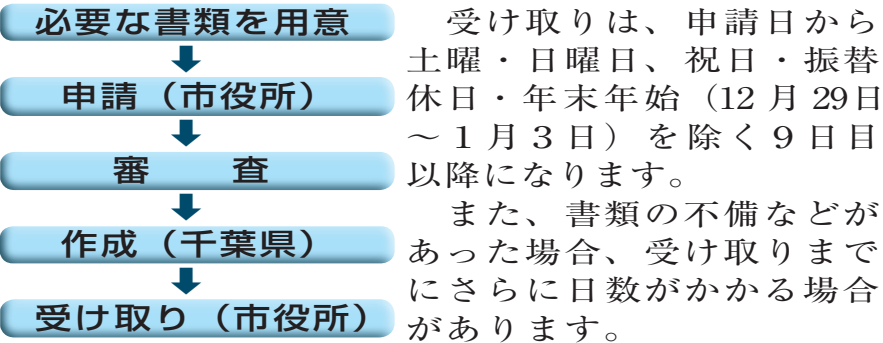 必要な書類を用意
申請（市役所）
審　　査
作成（千葉県）
受け取り（市役所）
　受け取りは、申請日から
土曜・日曜日、祝日・振替
休日・年末年始（12月29日
～１月３日）を除く９日目
以降になります。
　また、書類の不備などが
あった場合、受け取りまで
にさらに日数がかかる場合
があります。